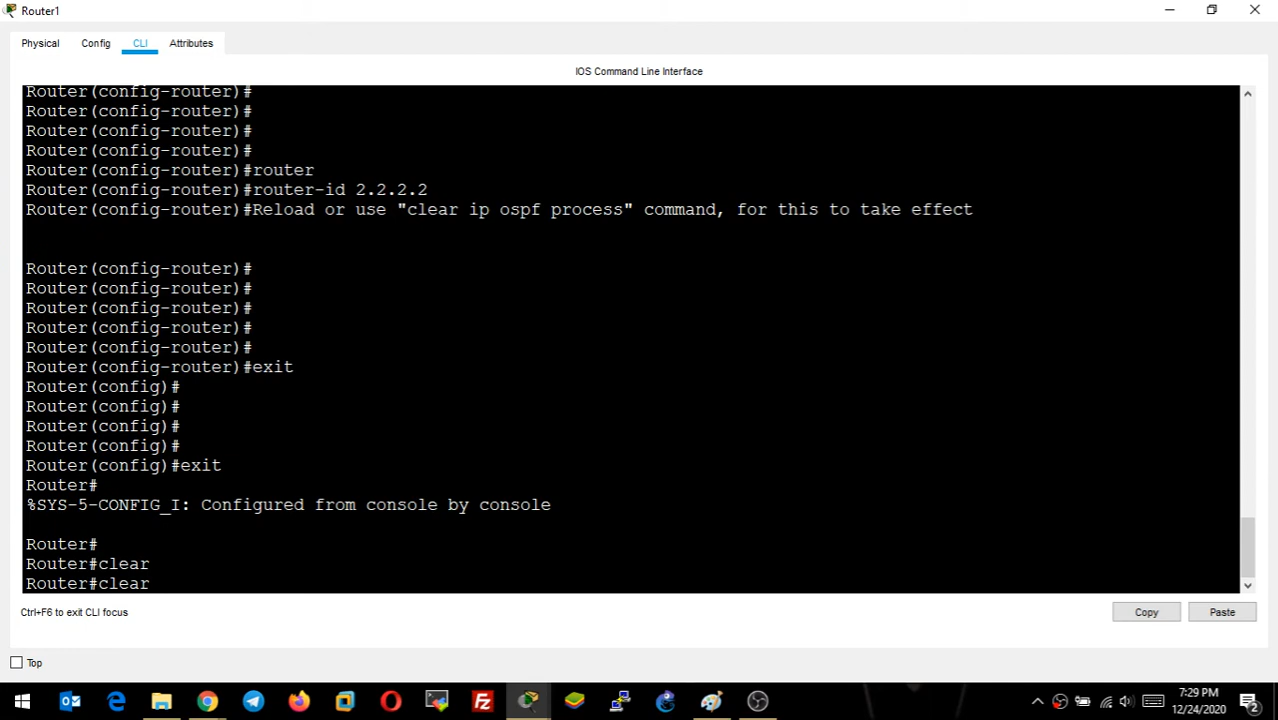 Router1
Physical Config CLI Attributes
IOS Command Line Interface
Router(config-router)#
Router(config-router)#
Router(config-router)#
Router(config-router)#
Router(config-router)#router
Router(config-router)#router-id 2.2.2.2
Router(config-router)#Reload or use "clear ip ospf process" command, for this to take effect
Router(config-router)#
Router(config-router)#
Router(config-router)#
Router(config-router)#
Router(config-router)#
Router(config-router)#exit
Router(config)#
Router(config)#
Router(config)#
Router(config)#
Router(config)#exit
Router#
%SYS-5-CONFIG_I: Configured from console by console
Router#
Router#clear
Router#clear
Ctrl+F6 to exit CLI focus
Copy Paste
Top
7:29 PM
12/24/2020
2